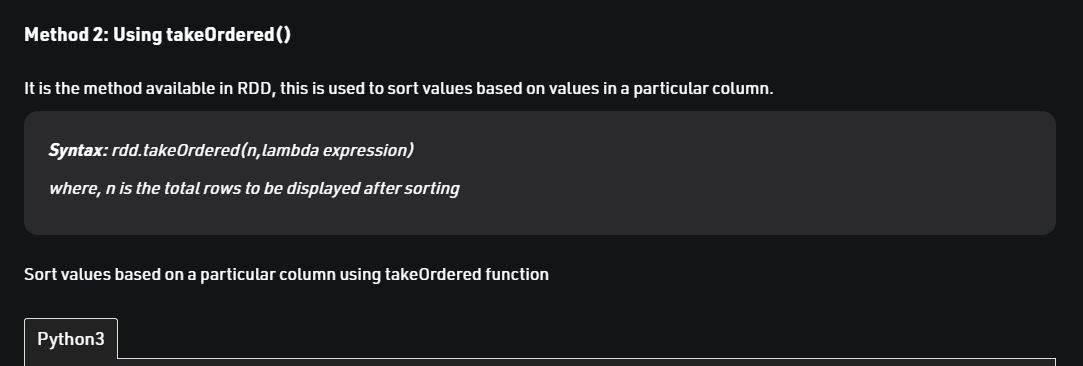 Method 2: Using takeOrdered()
It is the method available in RDD, this is used to sort values based on values in a particular column.
Syntax: rdd.takeOrdered(n,lambda expression)
where, n is the total rows to be displayed after sorting
Sort values based on a particular column using takeOrdered function
Python3